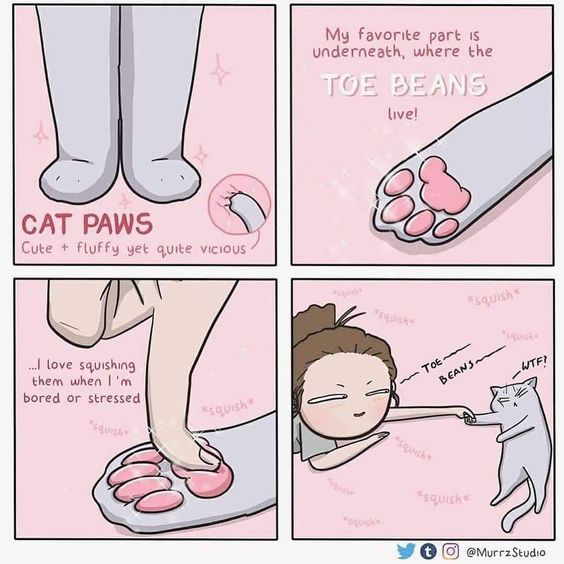 CAT PAWS
Cute + fluffy yet quite vicious
My favorite part is
underneath, where the
TOE BEANS
live!
...I love squishing
them when I'm
bored or stressed
*squish*
*squish*
*squish*
*squish*
*squish*
*squish*
*squish*
TOE
BEANS
WTF?
*squish*
*squish*
*squish*
*squish*
@MurrzStudio